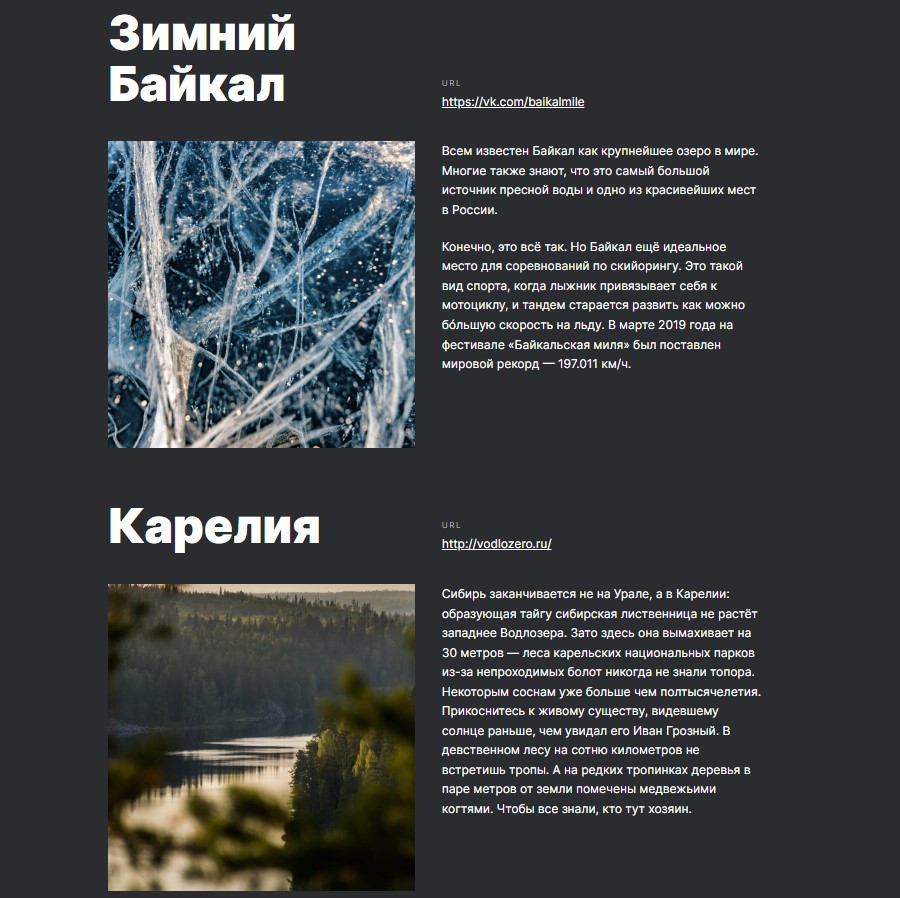 Зимний
Байкал
URL
https://vk.com/baikalmile
Всем известен Байкал как крупнейшее озеро в мире.
Многие также знают, что это самый большой
источник пресной воды и одно из красивейших мест
в России.
Конечно, это всё так. Но Байкал ещё идеальное
место для соревнований по скийорингу. Это такой
вид спорта, когда лыжник привязывает себя к
мотоциклу, и тандем старается развить как можно
бо́льшую скорость на льду. В марте 2019 года на
фестивале «Байкальская миля» был поставлен
мировой рекорд — 197.011 км/ч.
Карелия
URL
http://vodlozero.ru/
Сибирь заканчивается не на Урале, а в Карелии:
образующая тайгу сибирская лиственница не растёт
западнее Водлозера. Зато здесь она вымахивает на
30 метров — леса карельских национальных парков
из-за непроходимых болот никогда не знали топора.
Некоторым соснам уже больше чем полтысячелетия.
Прикоснитесь к живому существу, видевшему
солнце раньше, чем увидал его Иван Грозный. В
девственном лесу на сотню километров не
встретишь тропы. А на редких тропинках деревья в
паре метров от земли помечены медвежьими
когтями. Чтобы все знали, кто тут хозяин.